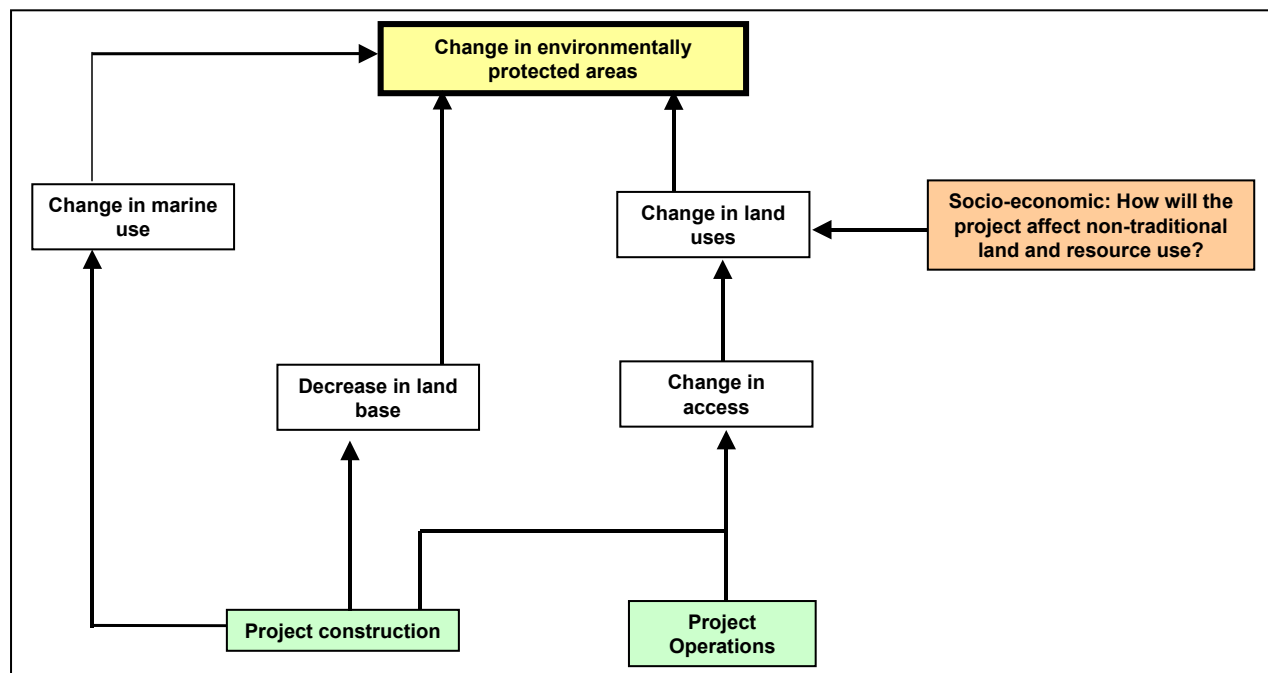 Change in environmentally
protected areas
Change in marine
use
Change in land
uses
Socio-economic: How will the
project affect non-traditional
land and resource use?
Decrease in land
base
Change in
access
Project construction
Project
Operations